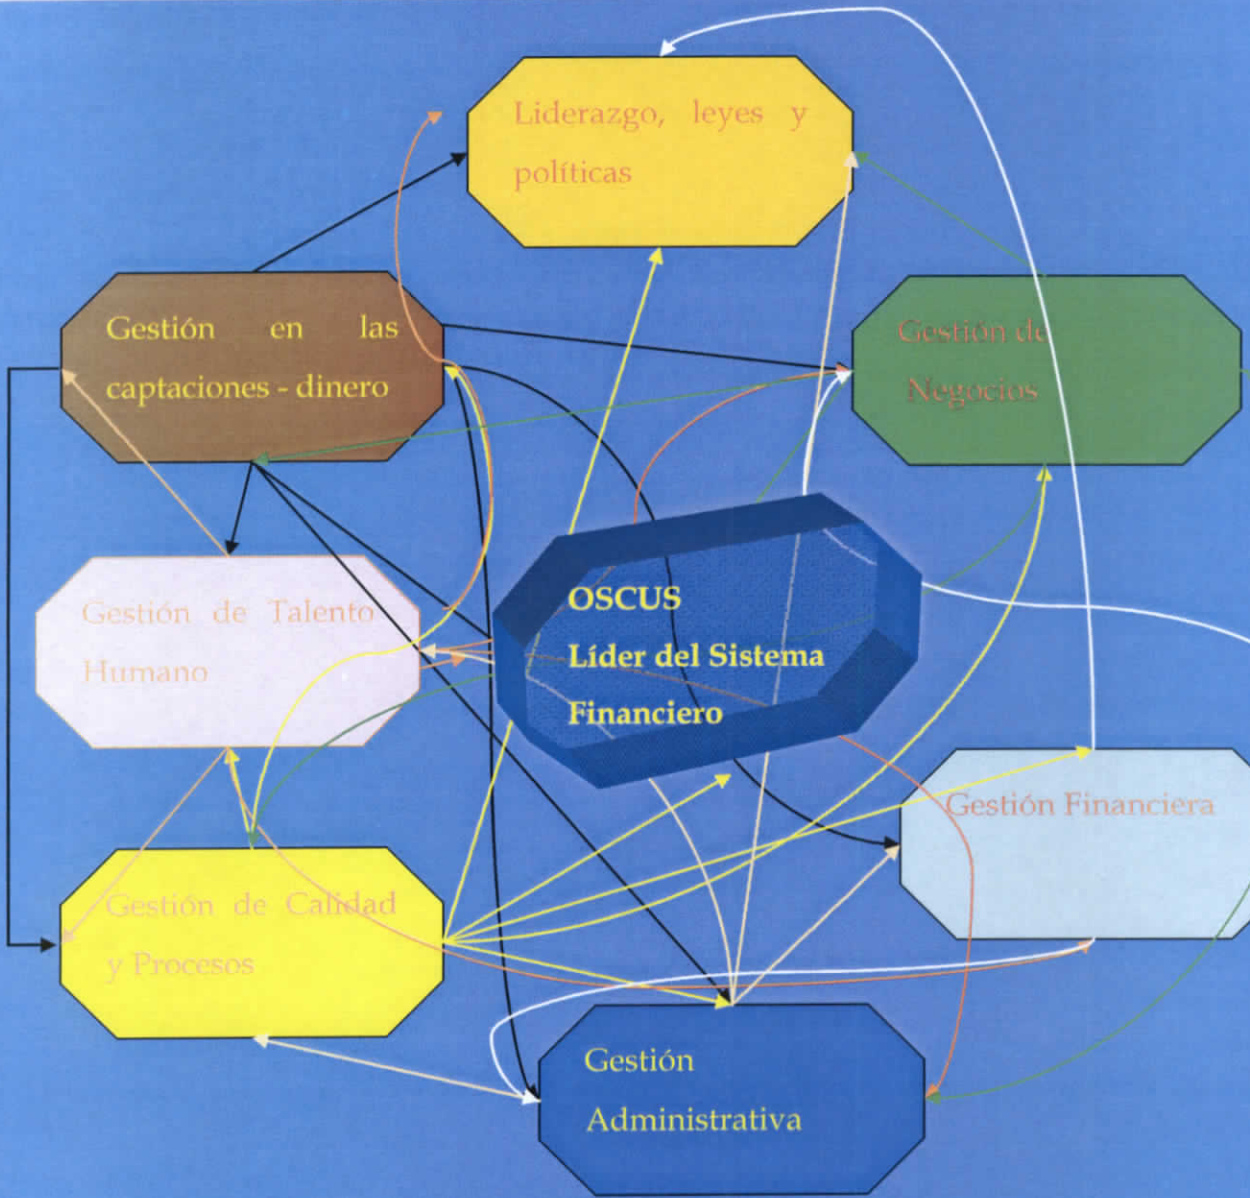 Liderazgo, leyes y
políticas
Gestión en las
captaciones - dinero
Gestión de
Negocios
Gestión de Talento
Humano
OSCUS
Líder del Sistema
Financiero
Gestión Financiera
Gestión de Calidad
y Procesos
Gestión
Administrativa